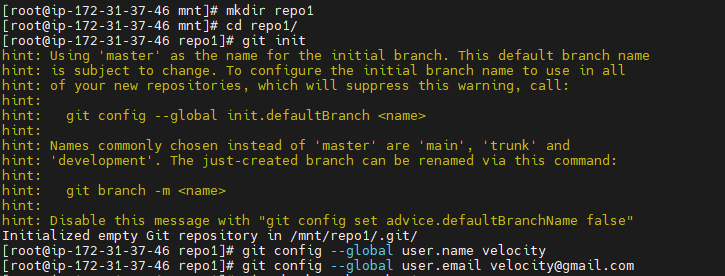 [root@ip-172-31-37-46 mnt]# mkdir repo1
[root@ip-172-31-37-46 mnt]# cd repo1/
[root@ip-172-31-37-46 repo1]# git init
hint: Using 'master' as the name for the initial branch. This default branch name
hint: is subject to change. To configure the initial branch name to use in all
hint: of your new repositories, which will suppress this warning, call:
hint:
hint:   git config --global init.defaultBranch <name>
hint:
hint: Names commonly chosen instead of 'master' are 'main', 'trunk' and
hint: 'development'. The just-created branch can be renamed via this command:
hint:
hint:   git branch -m <name>
hint:
hint: Disable this message with "git config set advice.defaultBranchName false"
Initialized empty Git repository in /mnt/repo1/.git/
[root@ip-172-31-37-46 repo1]# git config --global user.name velocity
[root@ip-172-31-37-46 repo1]# git config --global user.email velocity@gmail.com